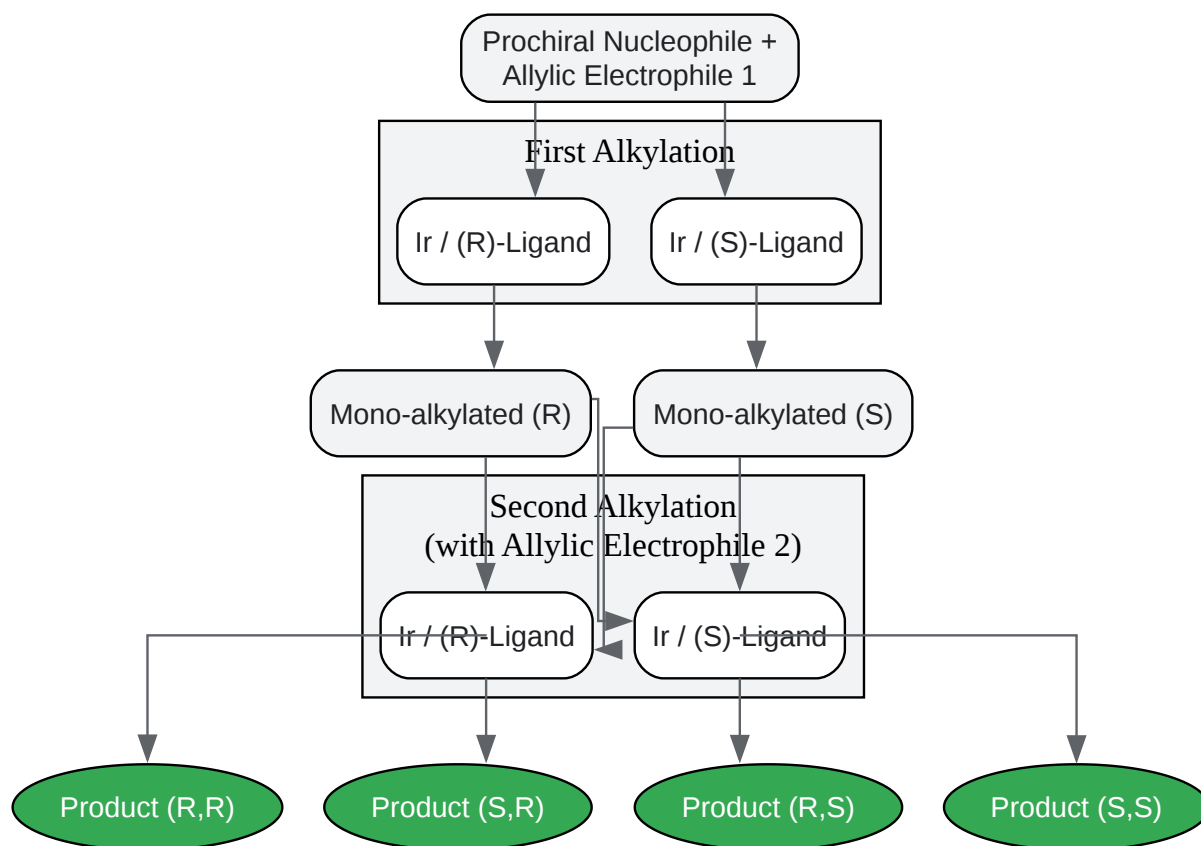 Prochiral Nucleophile +
Allylic Electrophile 1
First Alkylation
Ir / (R)-Ligand
Ir / (S)-Ligand
Mono-alkylated (R)
Mono-alkylated (S)
Second Alkylation
(with Allylic Electrophile 2)
Ir / (R)-Ligand
Ir / (S)-Ligand
Product (R,R)
Product (S,R)
Product (R,S)
Product (S,S)